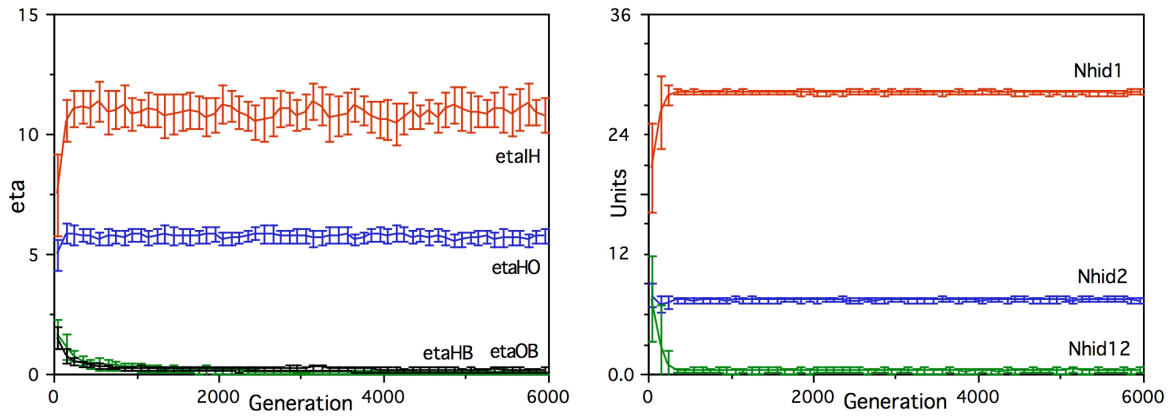 15
10
5
0
eta
etaIH
etaHO
etaHB
etaOB
0
2000
4000
6000
Generation
36
24
12
0.0
Units
Nhid1
Nhid2
Nhid12
0
2000
4000
6000
Generation